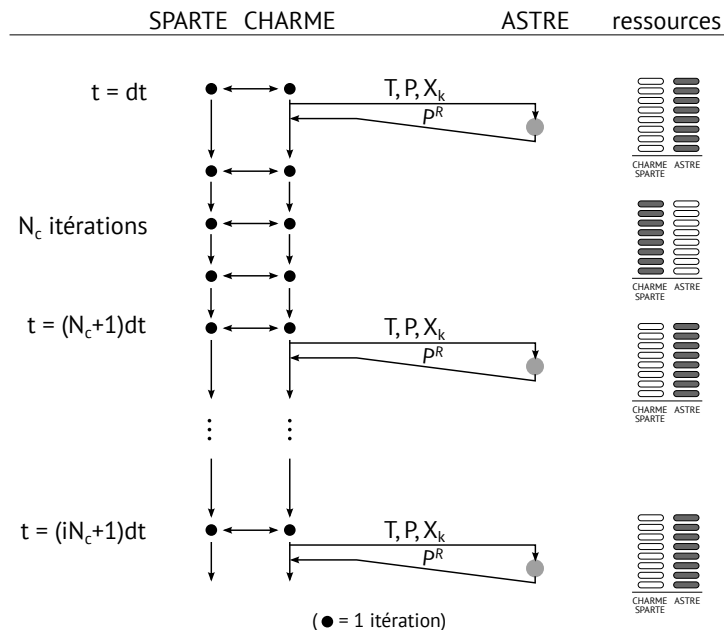 SPARTE CHARME ASTRE ressources
t = dt
T, P, X_k
P^R
CHARME SPARTE ASTRE
N_c itérations
CHARME SPARTE ASTRE
t = (N_c+1)dt
T, P, X_k
P^R
CHARME SPARTE ASTRE
t = (iN_c+1)dt
T, P, X_k
P^R
CHARME SPARTE ASTRE
( ● = 1 itération)